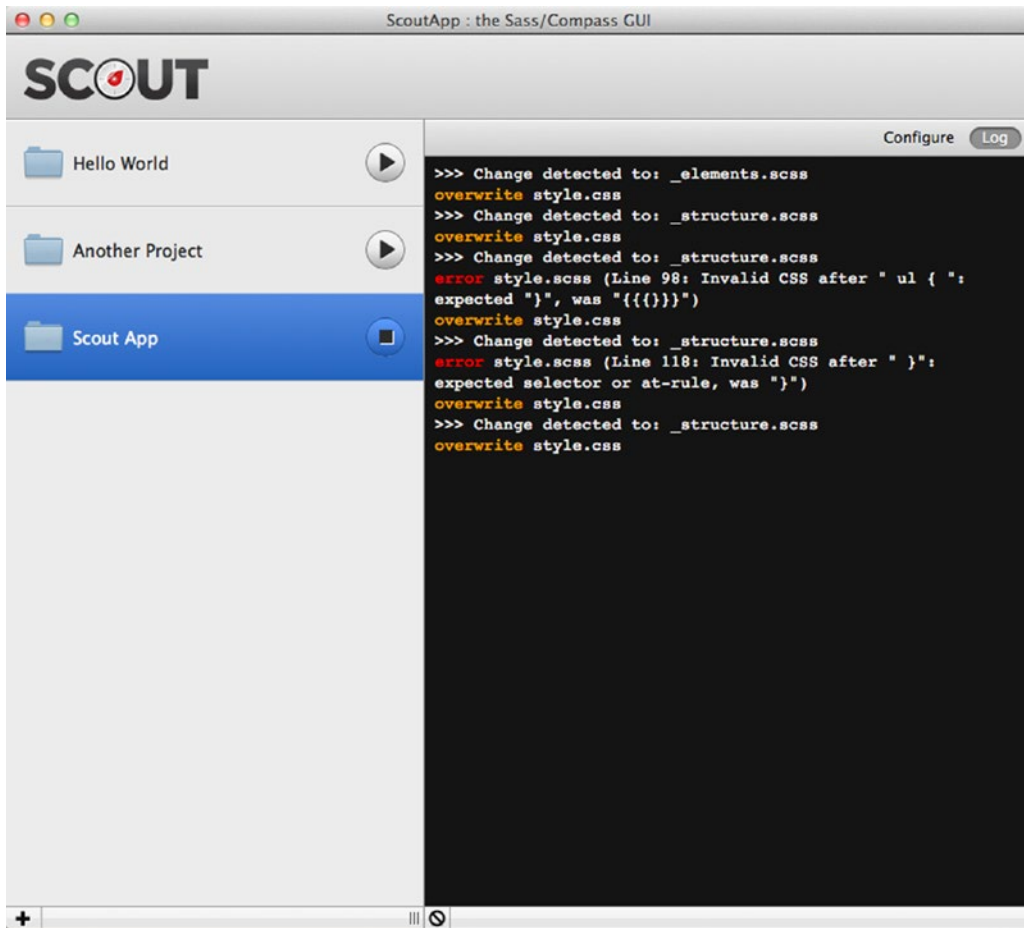 ScoutApp : the Sass/Compass GUI
SCOUT
Hello World
Another Project
Scout App
Configure Log
>>> Change detected to: _elements.scss
overwrite style.css
>>> Change detected to: _structure.scss
overwrite style.css
>>> Change detected to: _structure.scss
error style.scss (Line 98: Invalid CSS after " ul { ":
expected "}", was "{{{}}}")
overwrite style.css
>>> Change detected to: _structure.scss
error style.scss (Line 118: Invalid CSS after " }":
expected selector or at-rule, was "}")
overwrite style.css
>>> Change detected to: _structure.scss
overwrite style.css